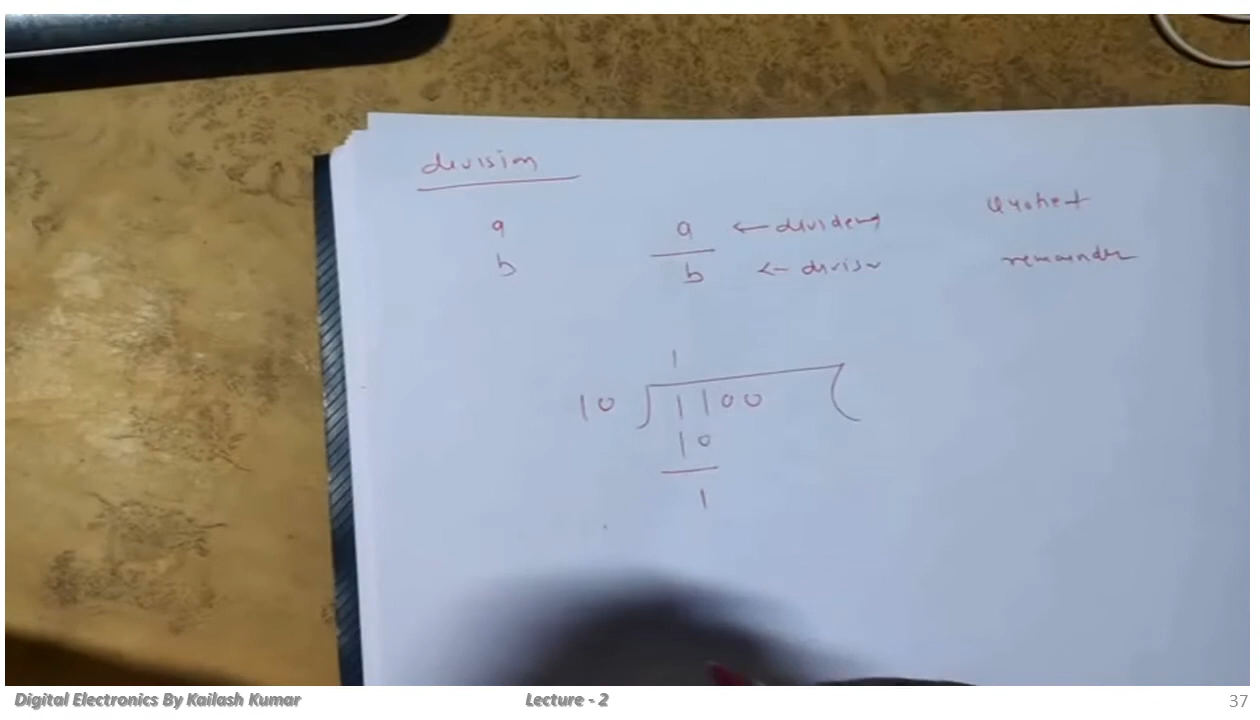 division
a a ← dividend Quotient
b b ← divisor remainder
1
10 1100
10
1
Digital Electronics By Kailash Kumar Lecture - 2 37